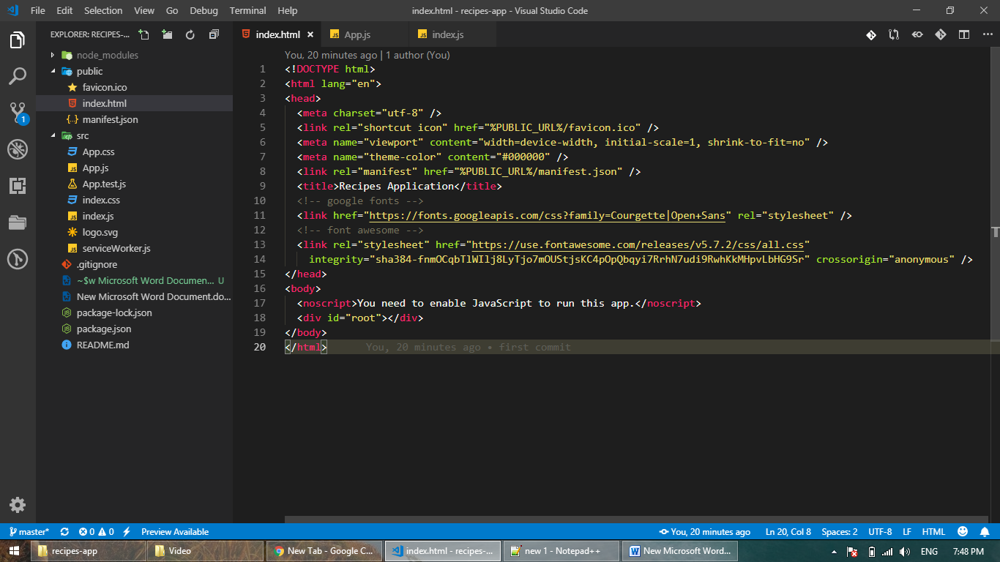 File Edit Selection View Go Debug Terminal Help index.html - recipes-app - Visual Studio Code
EXPLORER: RECIPES-...
node_modules
public
favicon.ico
index.html
manifest.json
src
App.css
App.js
App.test.js
index.css
index.js
logo.svg
serviceWorker.js
.gitignore
~$w Microsoft Word Documen... U
New Microsoft Word Document.do...
package-lock.json
package.json
README.md
1
index.html App.js index.js
You, 20 minutes ago | 1 author (You)
1 <!DOCTYPE html>
2 <html lang="en">
3 <head>
4 <meta charset="utf-8" />
5 <link rel="shortcut icon" href="%PUBLIC_URL%/favicon.ico" />
6 <meta name="viewport" content="width=device-width, initial-scale=1, shrink-to-fit=no" />
7 <meta name="theme-color" content="#000000" />
8 <link rel="manifest" href="%PUBLIC_URL%/manifest.json" />
9 <title>Recipes Application</title>
10 <!-- google fonts -->
11 <link href="https://fonts.googleapis.com/css?family=Courgette|Open+Sans" rel="stylesheet" />
12 <!-- font awesome -->
13 <link rel="stylesheet" href="https://use.fontawesome.com/releases/v5.7.2/css/all.css"
14 integrity="sha384-fnmOCqbTlWIlj8LyTjo7mOUStjsKC4pOpQbqyi7RrhN7udi9RwhKkMHpvLbHG9Sr" crossorigin="anonymous" />
15 </head>
16 <body>
17 <noscript>You need to enable JavaScript to run this app.</noscript>
18 <div id="root"></div>
19 </body>
20 </html> You, 20 minutes ago • first commit
master* 0 0 Preview Available You, 20 minutes ago Ln 20, Col 8 Spaces: 2 UTF-8 LF HTML
recipes-app Video New Tab - Google C... index.html - recipes-... new 1 - Notepad++ New Microsoft Word... ENG 7:48 PM